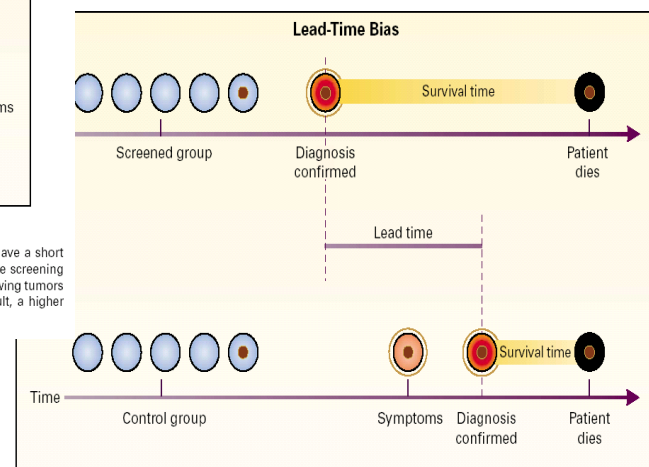 Lead-Time Bias
Survival time
ms
Screened group
Diagnosis
confirmed
Patient
dies
Lead time
ave a short
e screening
wing tumors
ult, a higher
Survival time
Time
Control group
Symptoms
Diagnosis
confirmed
Patient
dies